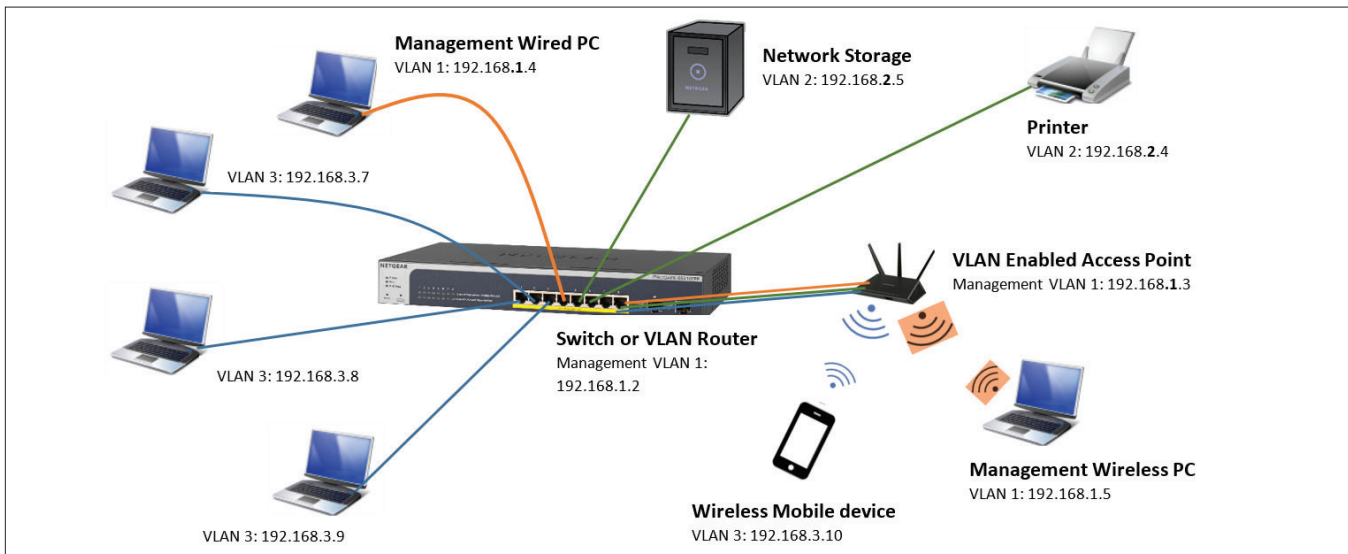 Management Wired PC
VLAN 1: 192.168.1.4
Network Storage
VLAN 2: 192.168.2.5
NETGEAR
Printer
VLAN 2: 192.168.2.4
VLAN 3: 192.168.3.7
NETGEAR
VLAN Enabled Access Point
Management VLAN 1: 192.168.1.3
Switch or VLAN Router
Management VLAN 1:
192.168.1.2
VLAN 3: 192.168.3.8
Management Wireless PC
VLAN 1: 192.168.1.5
Wireless Mobile device
VLAN 3: 192.168.3.10
VLAN 3: 192.168.3.9